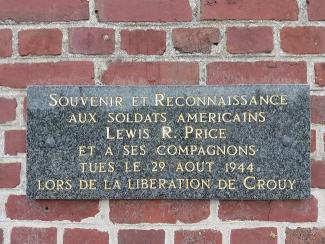 SOUVENIR ET RECONNAISSANCE
AUX SOLDATS AMERICAINS
LEWIS R. PRICE
ET A SES COMPAGNONS
TUES LE 29 AOUT 1944
LORS DE LA LIBERATION DE CROUY